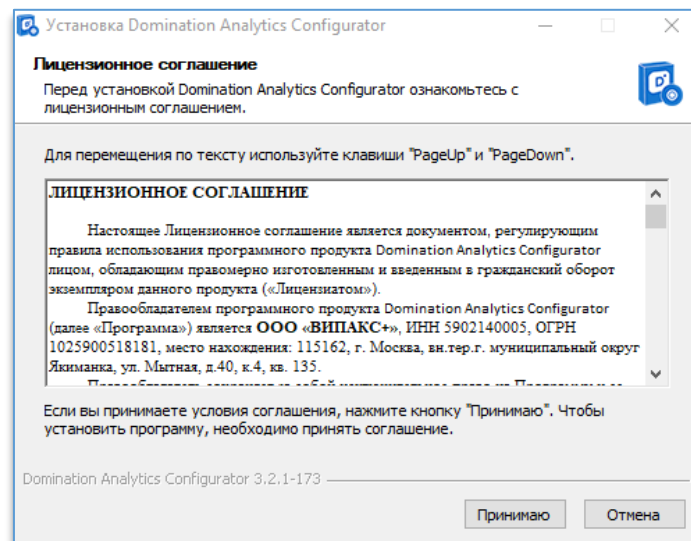 Установка Domination Analytics Configurator
Лицензионное соглашение
Перед установкой Domination Analytics Configurator ознакомьтесь с
лицензионным соглашением.
Для перемещения по тексту используйте клавиши "PageUp" и "PageDown".
ЛИЦЕНЗИОННОЕ СОГЛАШЕНИЕ
Настоящее Лицензионное соглашение является документом, регулирующим
правила использования программного продукта Domination Analytics Configurator
лицом, обладающим правомерно изготовленным и введенным в гражданский оборот
экземпляром данного продукта («Лицензиатом»).
Правообладателем программного продукта Domination Analytics Configurator
(далее «Программа») является ООО «ВИПАКС+», ИНН 5902140005, ОГРН
1025900518181, место нахождения: 115162, г. Москва, вн.тер.г. муниципальный округ
Якиманка, ул. Мытная, д.40, к.4, кв. 135.
Если вы принимаете условия соглашения, нажмите кнопку "Принимаю". Чтобы
установить программу, необходимо принять соглашение.
Domination Analytics Configurator 3.2.1-173
Принимаю
Отмена